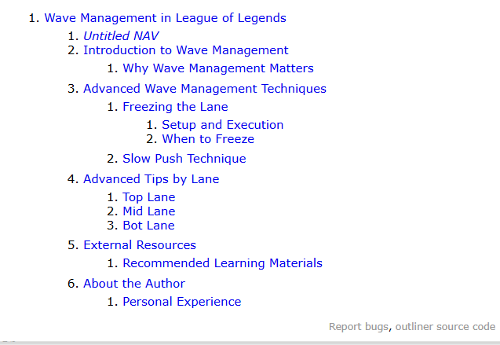 1. Wave Management in League of Legends
1. Untitled NAV
2. Introduction to Wave Management
1. Why Wave Management Matters
3. Advanced Wave Management Techniques
1. Freezing the Lane
1. Setup and Execution
2. When to Freeze
2. Slow Push Technique
4. Advanced Tips by Lane
1. Top Lane
2. Mid Lane
3. Bot Lane
5. External Resources
1. Recommended Learning Materials
6. About the Author
1. Personal Experience
Report bugs, outliner source code